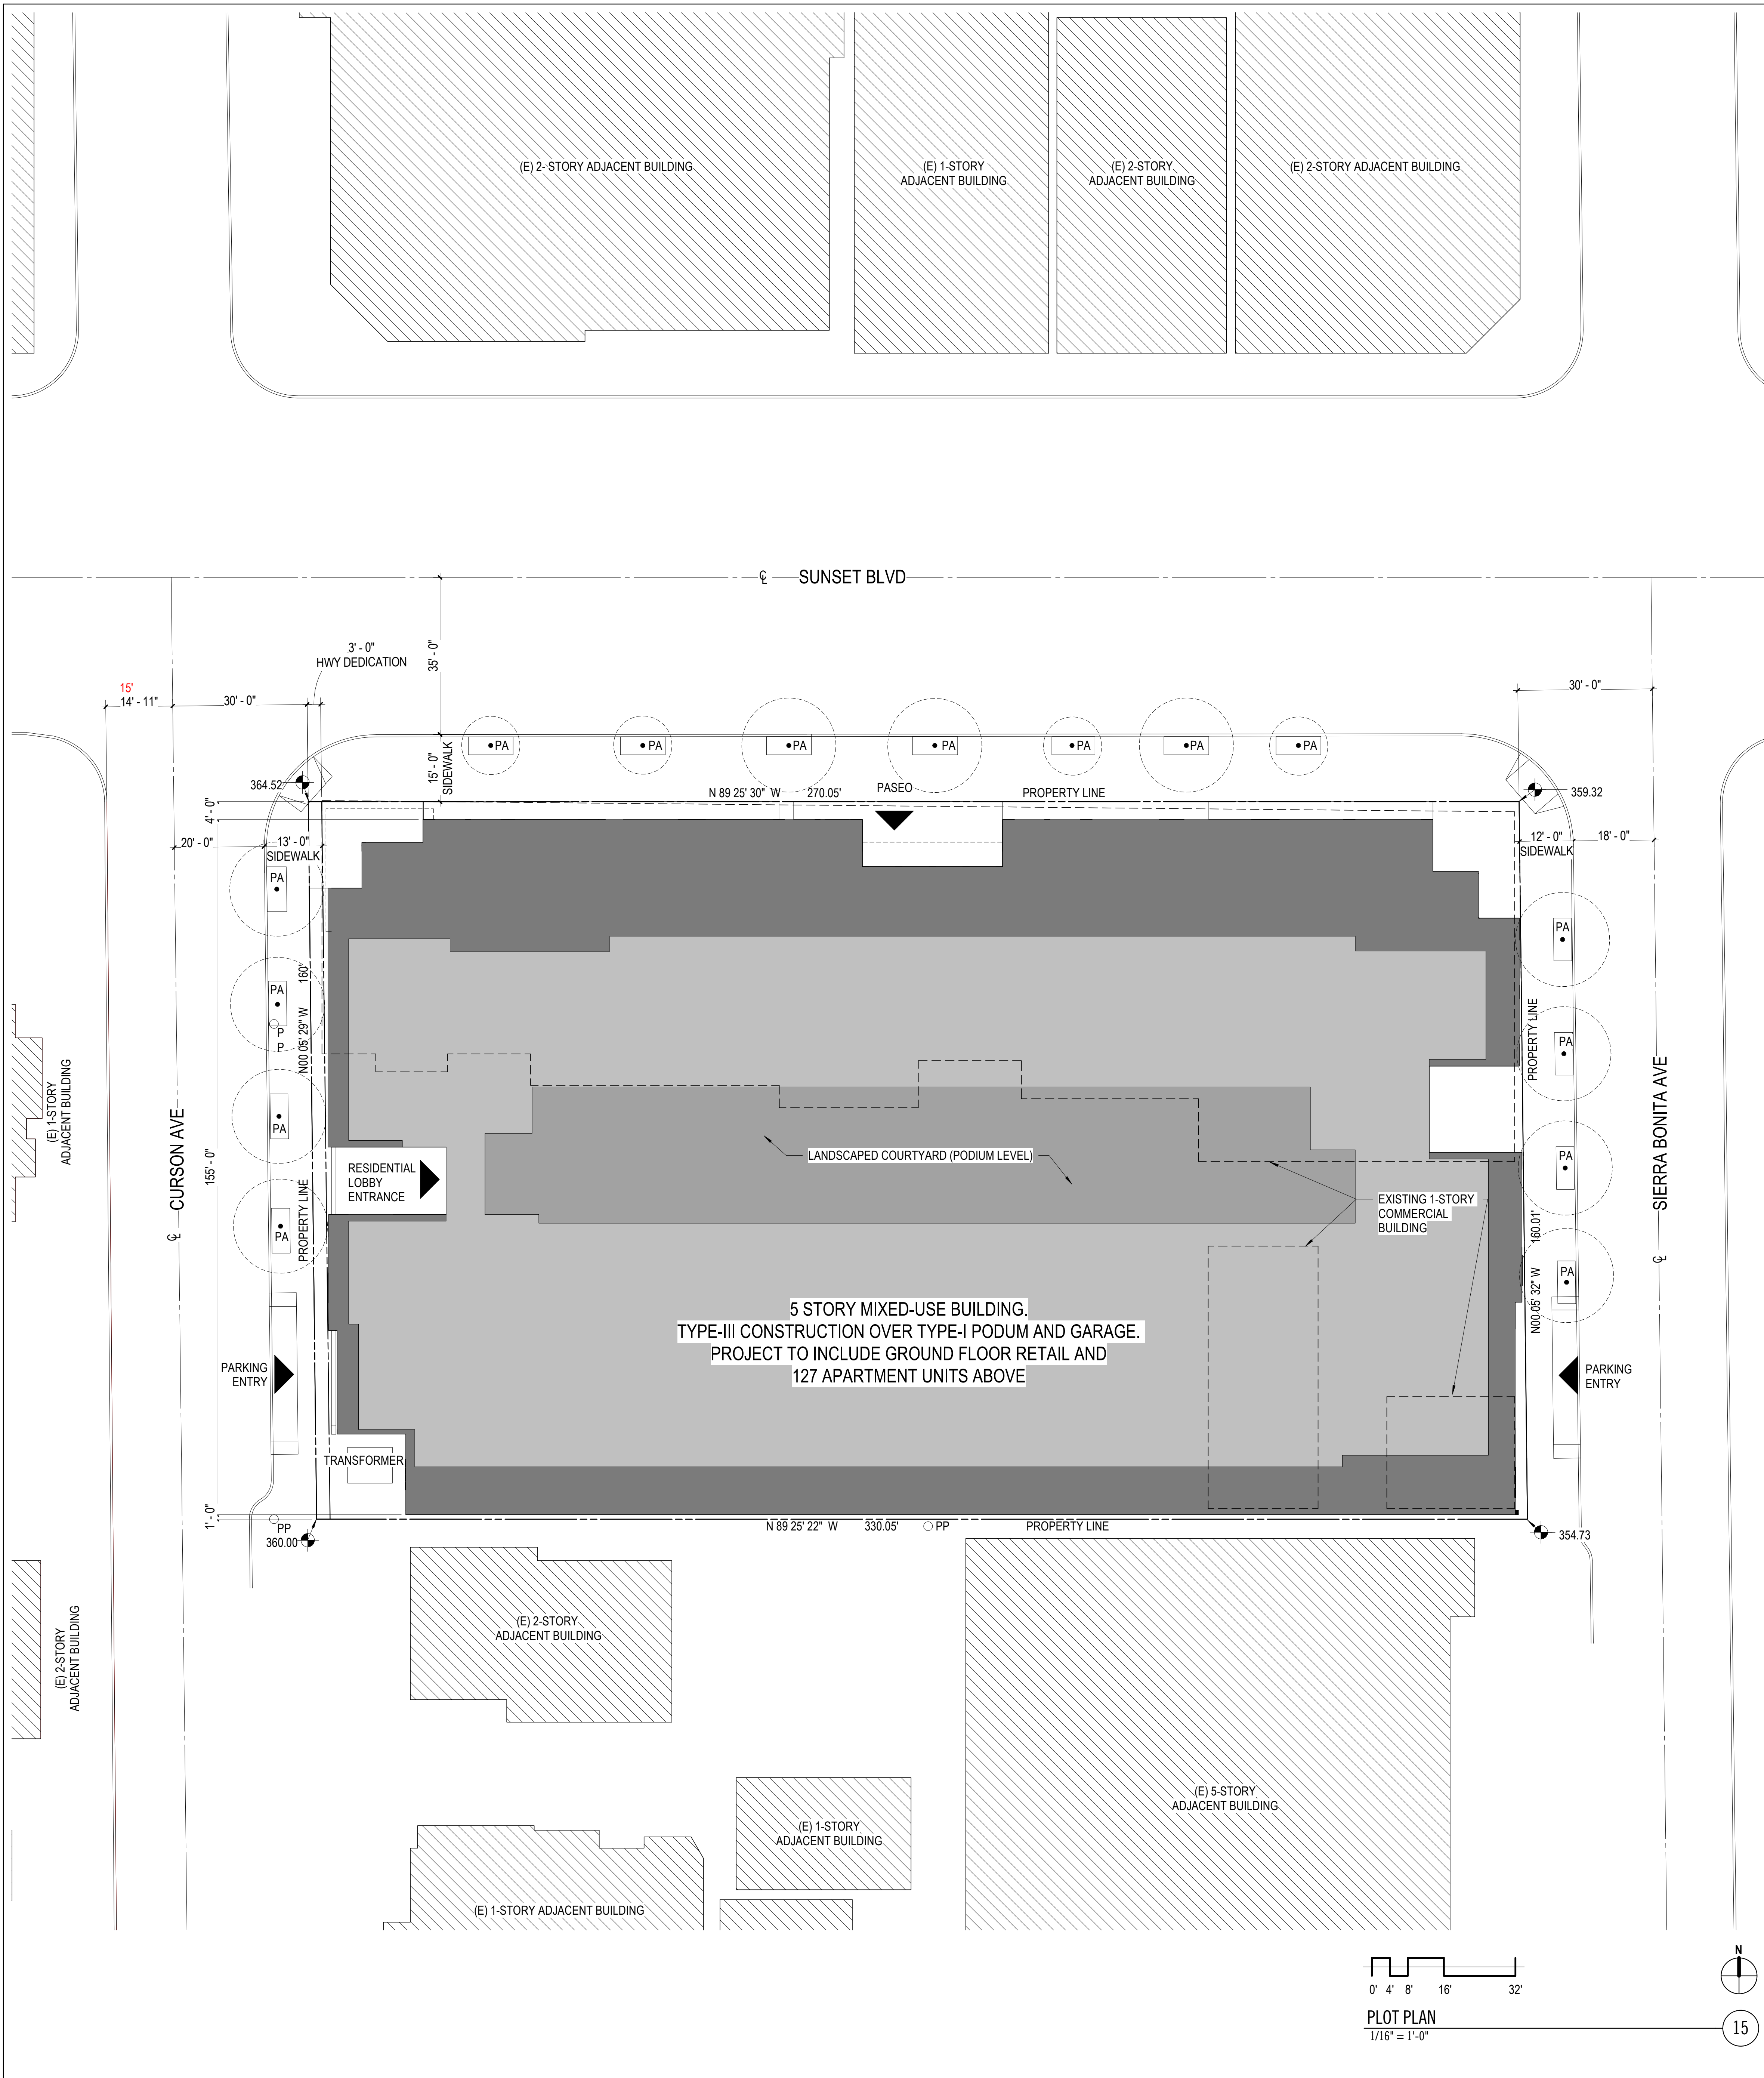 (E) 2- STORY ADJACENT BUILDING
(E) 1-STORY
ADJACENT BUILDING
(E) 2-STORY
ADJACENT BUILDING
(E) 2-STORY ADJACENT BUILDING
℄ SUNSET BLVD
3' - 0"
HWY DEDICATION
35' - 0"
15'
14' - 11"
30' - 0"
30' - 0"
15' - 0"
SIDEWALK
PA
PA
PA
PA
PA
PA
PA
364.52
N 89 25' 30" W 270.05'
PASEO
PROPERTY LINE
359.32
4' - 0"
20' - 0"
13' - 0"
SIDEWALK
12' - 0"
SIDEWALK
18' - 0"
PA
PA
P
P
PA
PA
N00 05' 29" W 160'
PROPERTY LINE
155' - 0"
℄ CURSON AVE
(E) 1-STORY
ADJACENT BUILDING
PA
PA
PA
PA
PROPERTY LINE
N00 05' 32" W 160.01'
℄ SIERRA BONITA AVE
RESIDENTIAL
LOBBY
ENTRANCE
LANDSCAPED COURTYARD (PODIUM LEVEL)
EXISTING 1-STORY
COMMERCIAL
BUILDING
5 STORY MIXED-USE BUILDING.
TYPE-III CONSTRUCTION OVER TYPE-I PODUM AND GARAGE.
PROJECT TO INCLUDE GROUND FLOOR RETAIL AND
127 APARTMENT UNITS ABOVE
PARKING
ENTRY
PARKING
ENTRY
TRANSFORMER
1' - 0"
PP
360.00
N 89 25' 22" W 330.05'
PP
PROPERTY LINE
354.73
(E) 2-STORY
ADJACENT BUILDING
(E) 2-STORY
ADJACENT BUILDING
(E) 5-STORY
ADJACENT BUILDING
(E) 1-STORY
ADJACENT BUILDING
(E) 1-STORY ADJACENT BUILDING
N
0' 4' 8' 16' 32'
PLOT PLAN
1/16" = 1'-0"
15